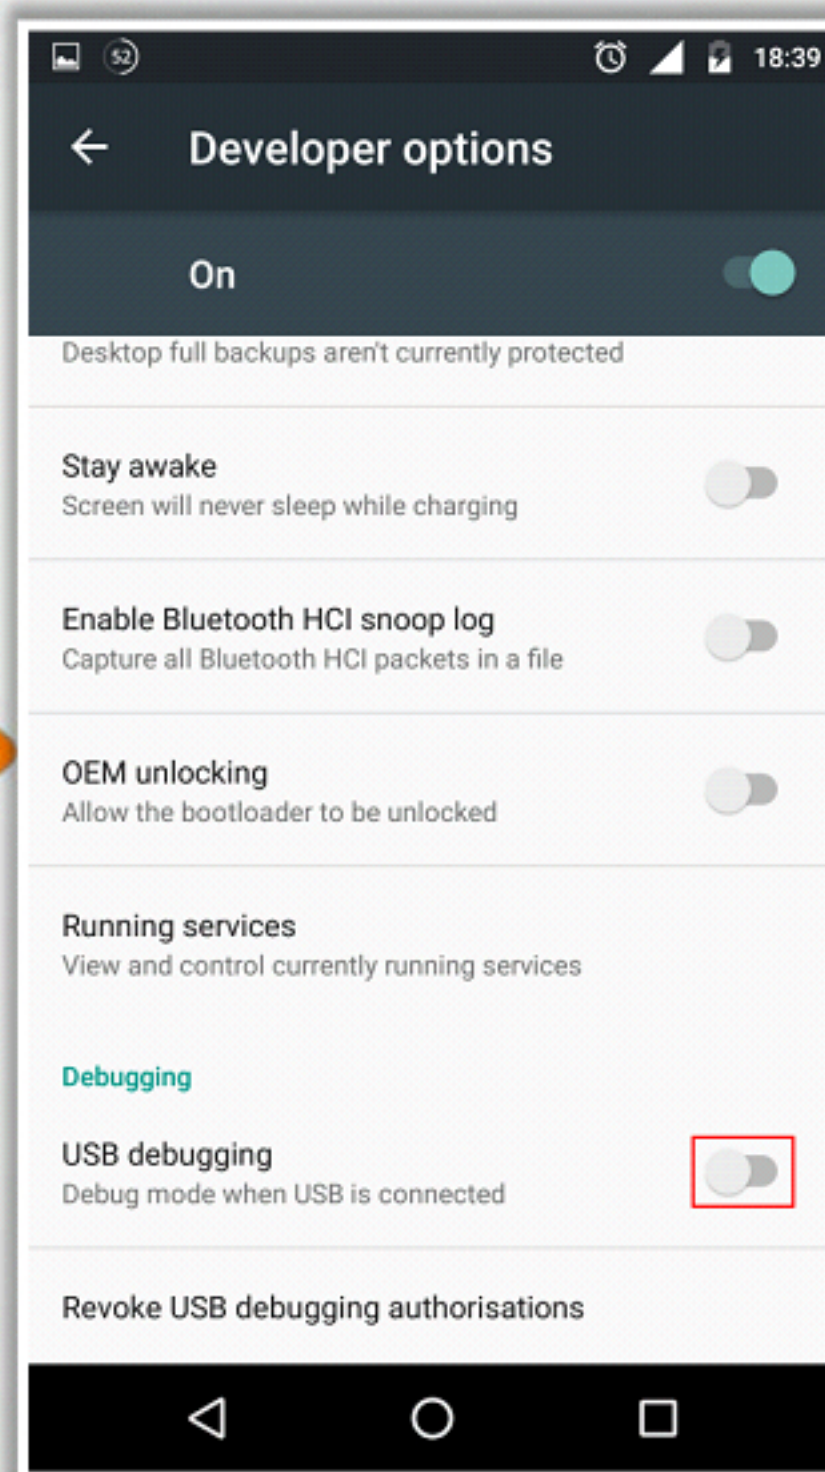 52 18:39
Developer options
On
Desktop full backups aren't currently protected
Stay awake
Screen will never sleep while charging
Enable Bluetooth HCI snoop log
Capture all Bluetooth HCI packets in a file
OEM unlocking
Allow the bootloader to be unlocked
Running services
View and control currently running services
Debugging
USB debugging
Debug mode when USB is connected
Revoke USB debugging authorisations